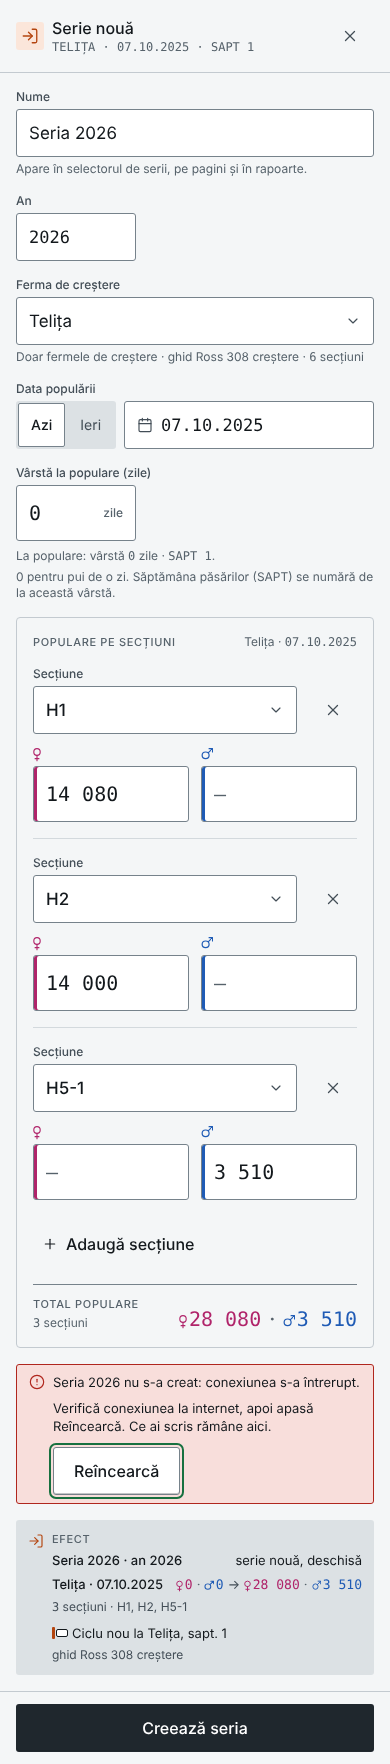 Serie nouă
TELIȚA · 07.10.2025 · SAPT 1
Nume
Seria 2026
Apare în selectorul de serii, pe pagini și în rapoarte.
An
2026
Ferma de creștere
Telița
Doar fermele de creștere · ghid Ross 308 creștere · 6 secțiuni
Data populării
Azi Ieri 07.10.2025
Vârstă la populare (zile)
0 zile
La populare: vârstă 0 zile · SAPT 1.
0 pentru pui de o zi. Săptămâna păsărilor (SAPT) se numără de
la această vârstă.
POPULARE PE SECȚIUNI Telița · 07.10.2025
Secțiune
H1
♀ ♂
14 080 —
Secțiune
H2
♀ ♂
14 000 —
Secțiune
H5-1
♀ ♂
— 3 510
Adaugă secțiune
TOTAL POPULARE
3 secțiuni ♀28 080 · ♂3 510
Seria 2026 nu s-a creat: conexiunea s-a întrerupt.
Verifică conexiunea la internet, apoi apasă
Reîncearcă. Ce ai scris rămâne aici.
Reîncearcă
EFECT
Seria 2026 · an 2026 serie nouă, deschisă
Telița · 07.10.2025 ♀0 · ♂0 → ♀28 080 · ♂3 510
3 secțiuni · H1, H2, H5-1
Ciclu nou la Telița, sapt. 1
ghid Ross 308 creștere
Creează seria